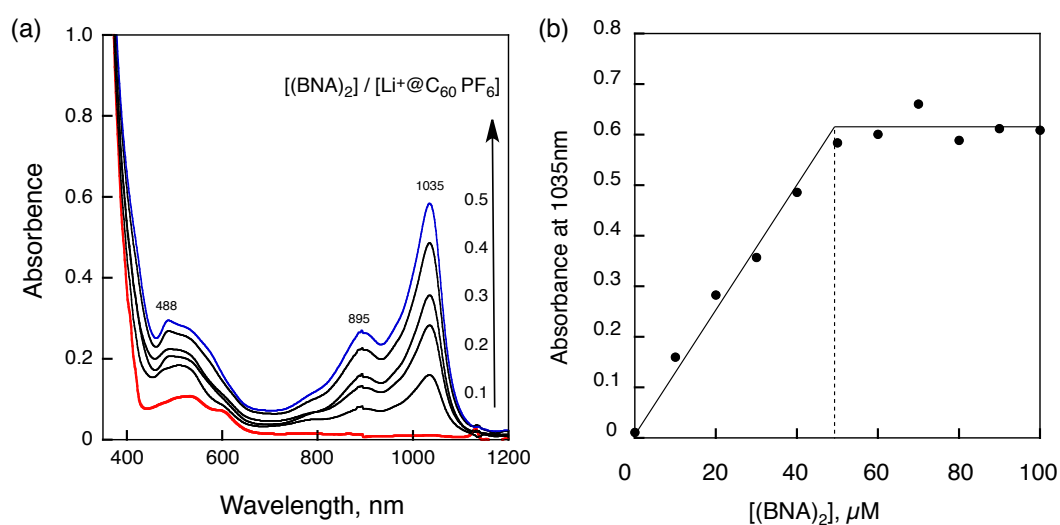 (a)
Absorbence
1.0
0.8
0.6
0.4
0.2
0
[(BNA)₂] / [Li⁺@C₆₀ PF₆]
0.5
0.4
0.3
0.2
0.1
488
895
1035
400 600 800 1000 1200
Wavelength, nm
(b)
Absorbance at 1035nm
0.8
0.7
0.6
0.5
0.4
0.3
0.2
0.1
0
0 20 40 60 80 100
[(BNA)₂], µM